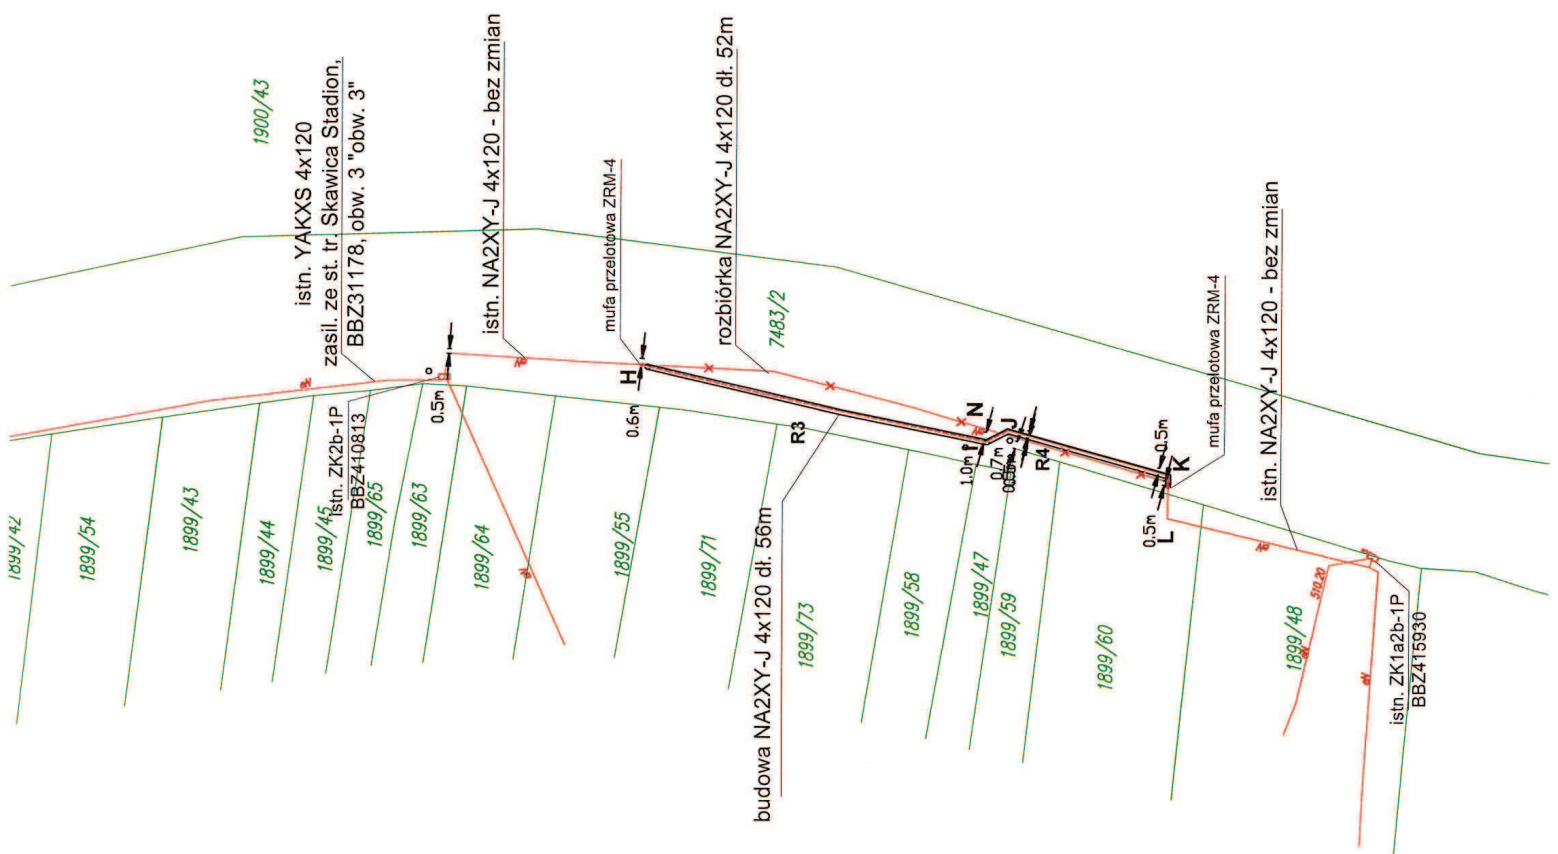 1900/43
istn. YAKXS 4x120
zasil. ze st. tr. Skawica Stadion,
BBZ31178, obw. 3 "obw. 3"
istn. NA2XY-J 4x120 - bez zmian
mufa przelotowa ZRM-4
rozbiórka NA2XY-J 4x120 dł. 52m
7483/2
mufa przelotowa ZRM-4
istn. NA2XY-J 4x120 - bez zmian
istn. ZK2b-1P
BBZ410813
0.5m
H
0.6m
R3
N
I
1.0m
J
0.7m
R4
0.5m
K
0.5m
L
1899/42
1899/54
1899/43
1899/44
1899/45
1899/65
1899/63
1899/64
1899/55
1899/71
1899/73
1899/58
1899/47
1899/59
1899/60
1899/48
510.20
budowa NA2XY-J 4x120 dł. 56m
istn. ZK1a2b-1P
BBZ415930